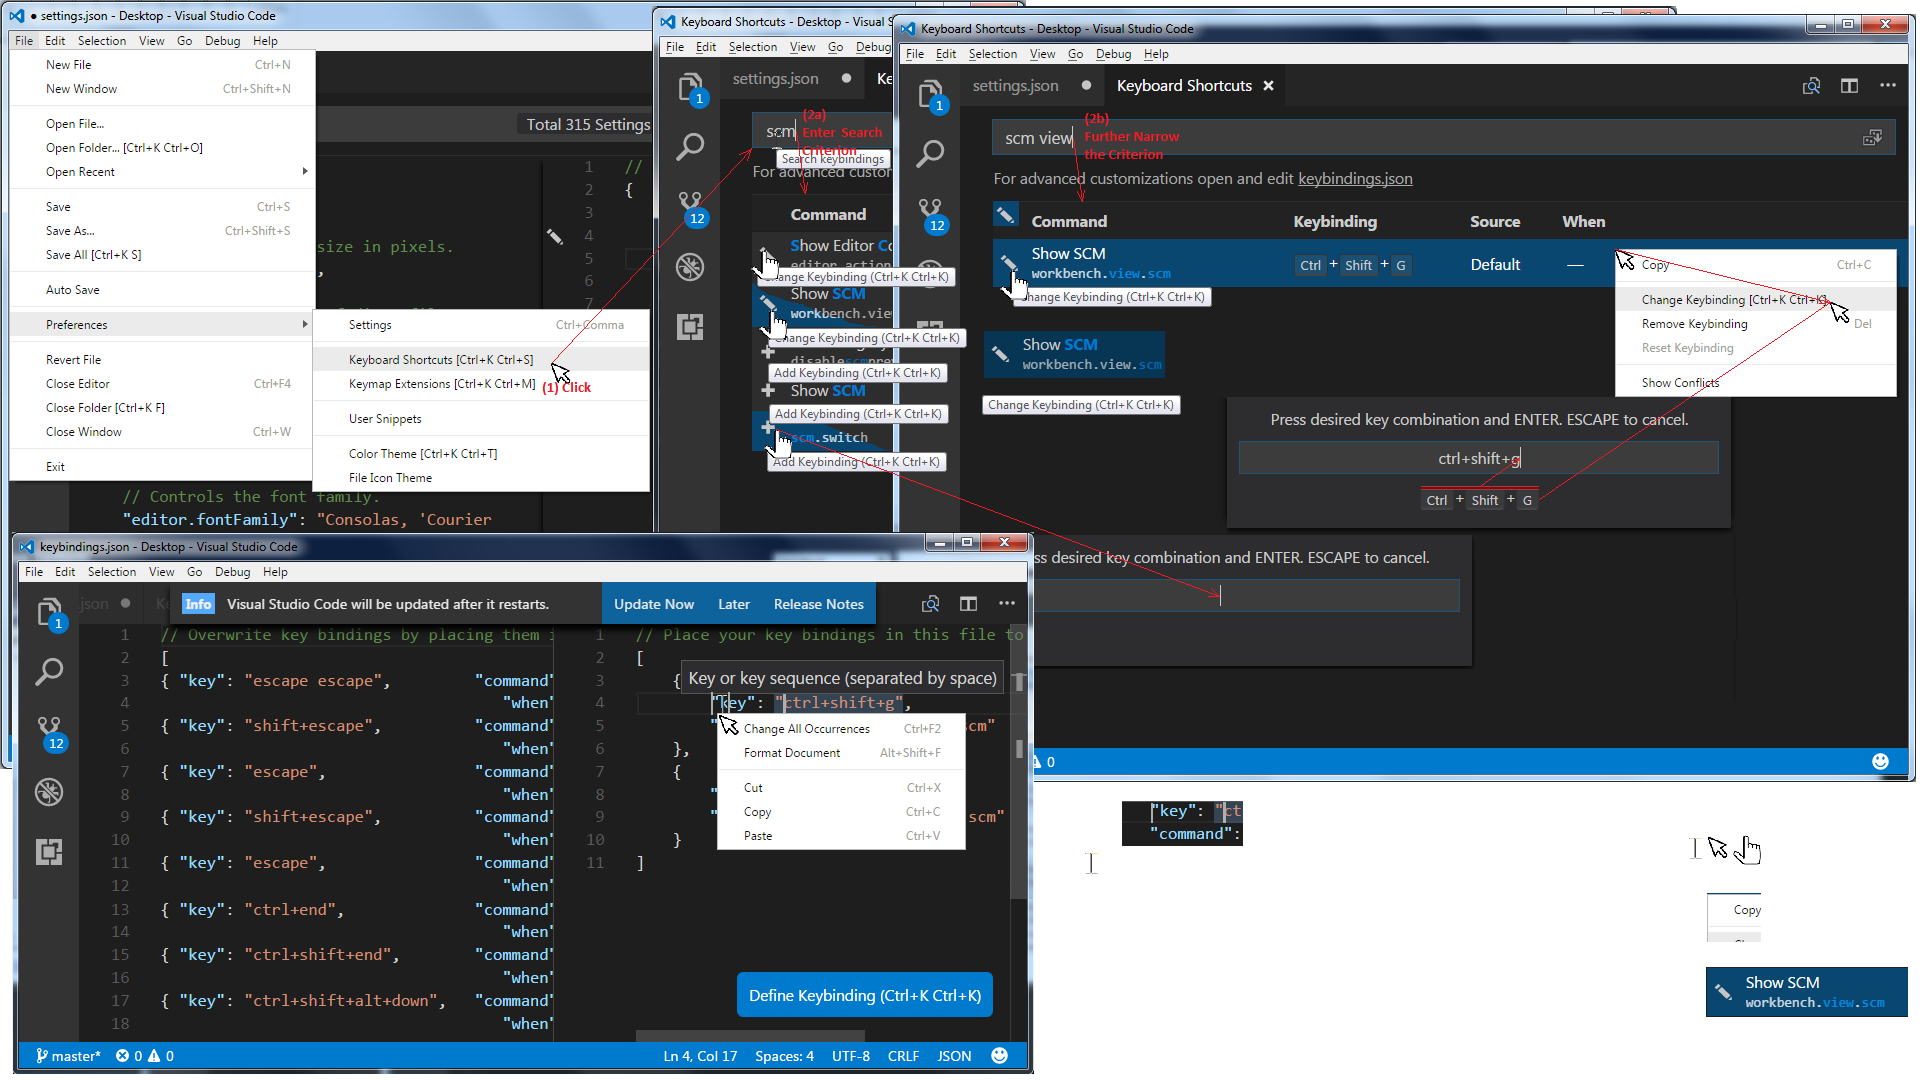 ● settings.json - Desktop - Visual Studio Code
File Edit Selection View Go Debug Help
New File Ctrl+N
New Window Ctrl+Shift+N
Open File...
Open Folder... [Ctrl+K Ctrl+O]
Open Recent
Save Ctrl+S
Save As... Ctrl+Shift+S
Save All [Ctrl+K S]
Auto Save
Preferences
Revert File
Close Editor Ctrl+F4
Close Folder [Ctrl+K F]
Close Window Ctrl+W
Exit
Settings Ctrl+Comma
Keyboard Shortcuts [Ctrl+K Ctrl+S]
Keymap Extensions [Ctrl+K Ctrl+M]
User Snippets
Color Theme [Ctrl+K Ctrl+T]
File Icon Theme
(1) Click
Total 315 Settings
1 //
2 {
3
4
5
6
7
size in pixels.
,
// Controls the font family.
"editor.fontFamily": "Consolas, 'Courier
Keyboard Shortcuts - Desktop - Visual S
File Edit Selection View Go Debug
settings.json ●
1
12
scm
(2a)
Enter Search
Criterion
Search keybindings
For advanced custom
Command
Show Editor Co
editor.action
Change Keybinding (Ctrl+K Ctrl+K)
Show SCM
workbench.view
Change Keybinding (Ctrl+K Ctrl+K)
Add Keybinding (Ctrl+K Ctrl+K)
Show SCM
Add Keybinding (Ctrl+K Ctrl+K)
scm.switch
Add Keybinding (Ctrl+K Ctrl+K)
Keyboard Shortcuts - Desktop - Visual Studio Code
File Edit Selection View Go Debug Help
settings.json ● Keyboard Shortcuts
1
12
scm view
(2b)
Further Narrow
the Criterion
For advanced customizations open and edit keybindings.json
Command Keybinding Source When
Show SCM
workbench.view.scm
Ctrl + Shift + G Default —
Change Keybinding (Ctrl+K Ctrl+K)
Copy Ctrl+C
Change Keybinding [Ctrl+K Ctrl+K]
Remove Keybinding Del
Reset Keybinding
Show Conflicts
Show SCM
workbench.view.scm
Change Keybinding (Ctrl+K Ctrl+K)
Press desired key combination and ENTER. ESCAPE to cancel.
ctrl+shift+g
Ctrl + Shift + G
ss desired key combination and ENTER. ESCAPE to cancel.
0
keybindings.json - Desktop - Visual Studio Code
File Edit Selection View Go Debug Help
.json ●
Info Visual Studio Code will be updated after it restarts. Update Now Later Release Notes
1
12
1 // Overwrite key bindings by placing them i
2 [
3 { "key": "escape escape", "command"
4 "when"
5 { "key": "shift+escape", "command"
6 "when"
7 { "key": "escape", "command"
8 "when"
9 { "key": "shift+escape", "command"
10 "when"
11 { "key": "escape", "command"
12 "when"
13 { "key": "ctrl+end", "command"
14 "when"
15 { "key": "ctrl+shift+end", "command"
16 "when"
17 { "key": "ctrl+shift+alt+down", "command"
18 "when"
1 // Place your key bindings in this file to
2 [
3 {
Key or key sequence (separated by space)
4 "key": "ctrl+shift+g",
5 " scm"
6 },
7 {
8 "
9 " scm"
10 }
11 ]
Change All Occurrences Ctrl+F2
Format Document Alt+Shift+F
Cut Ctrl+X
Copy Ctrl+C
Paste Ctrl+V
Define Keybinding (Ctrl+K Ctrl+K)
master* 0 0 Ln 4, Col 17 Spaces: 4 UTF-8 CRLF JSON
"key": "ct
"command":
Copy
Show SCM
workbench.view.scm